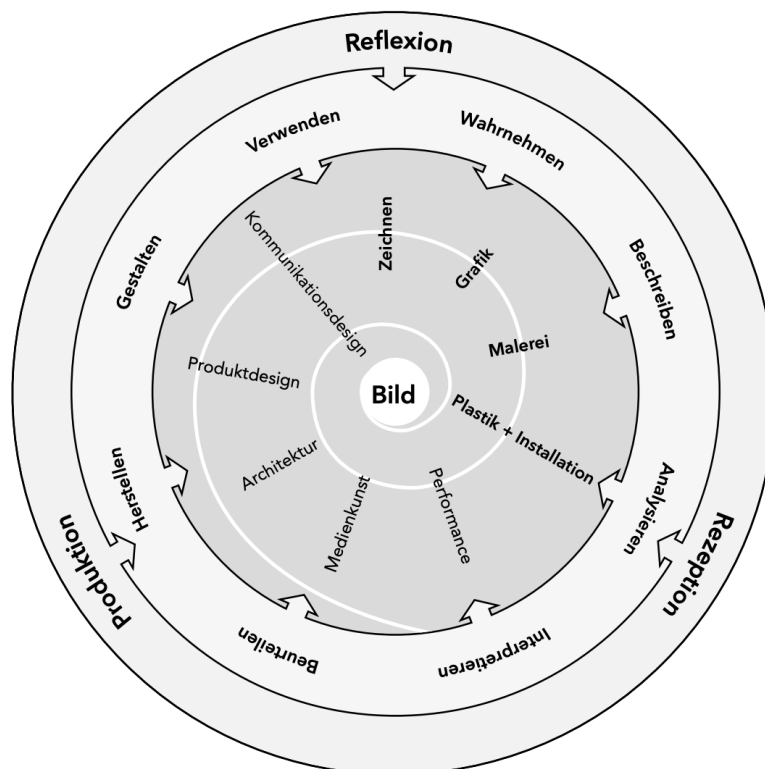 Reflexion
Rezeption
Produktion
Wahrnehmen
Beschreiben
Analysieren
Interpretieren
Beurteilen
Herstellen
Gestalten
Verwenden
Zeichnen
Grafik
Malerei
Plastik + Installation
Performance
Medienkunst
Architektur
Produktdesign
Kommunikationsdesign
Bild